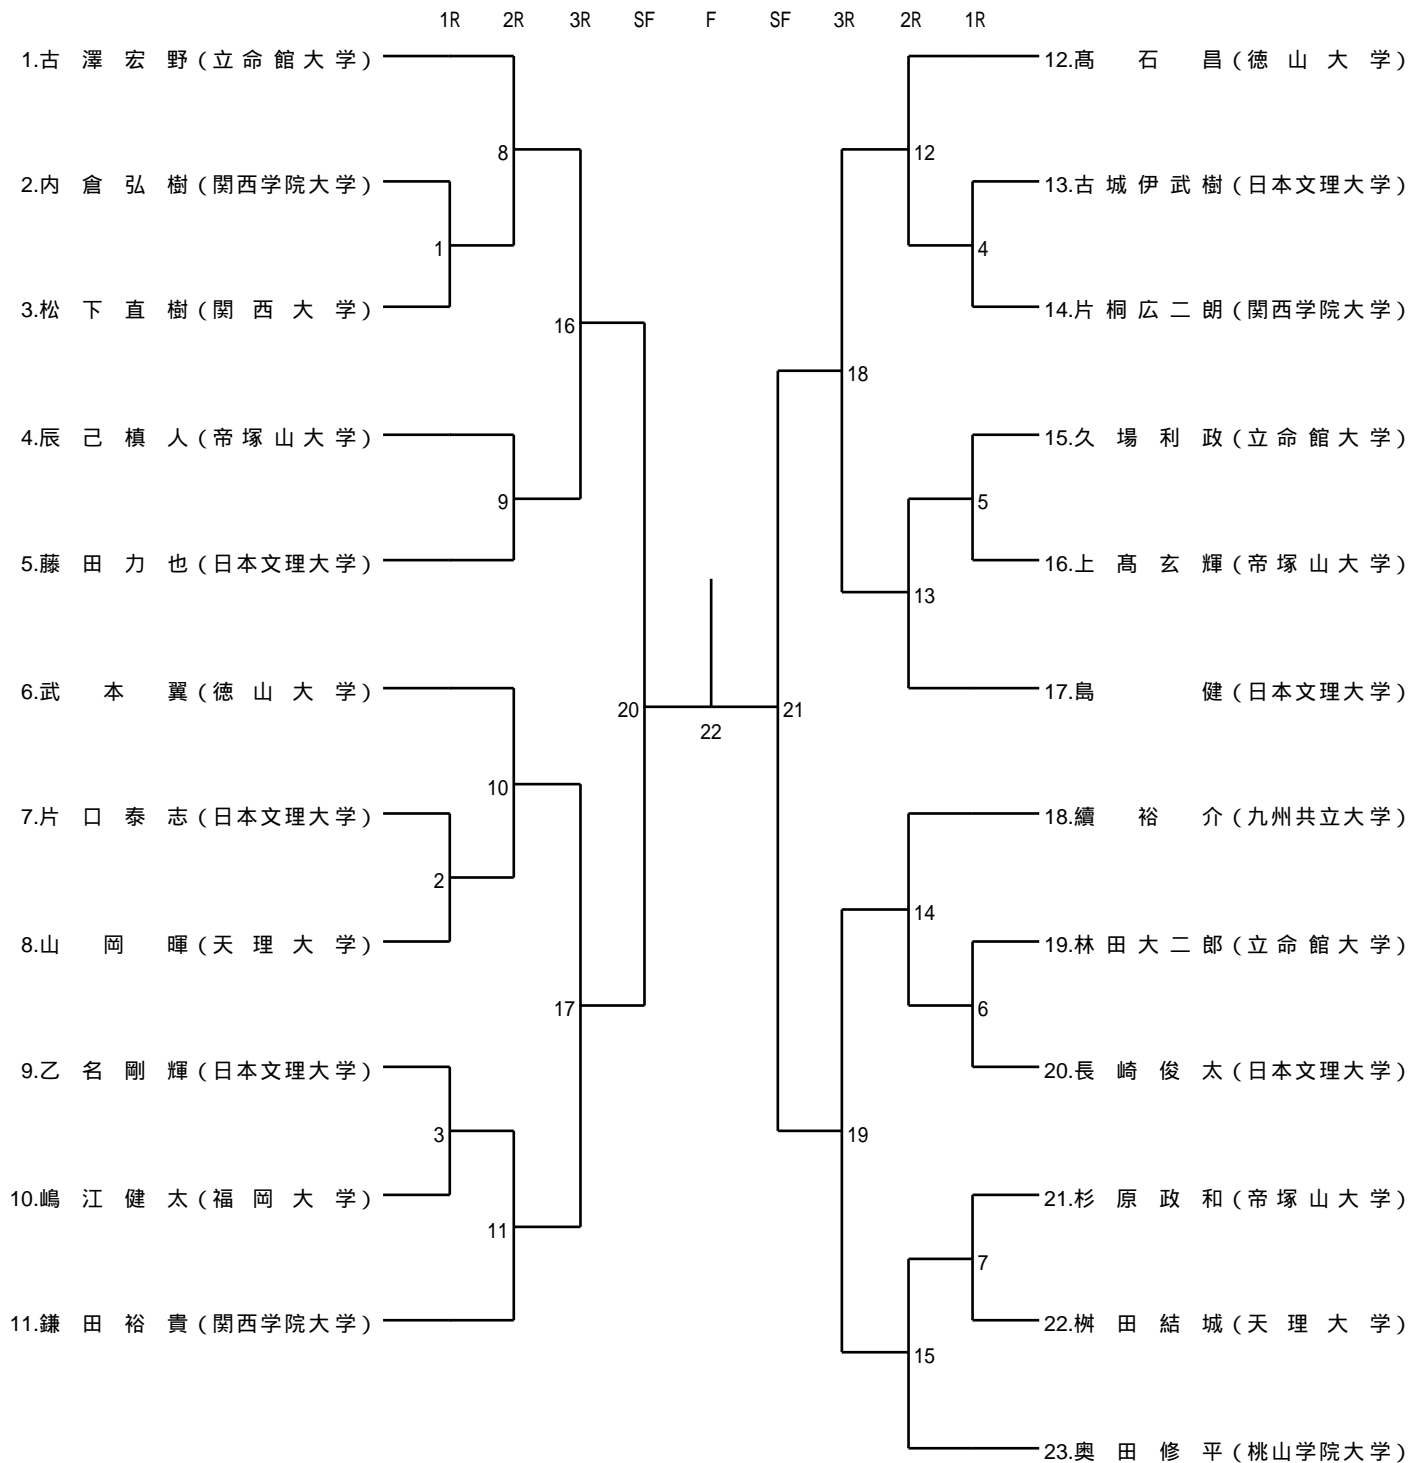 1R 2R 3R SF F SF 3R 2R 1R
1.古澤宏野(立命館大学)
2.内倉弘樹(関西学院大学)
3.松下直樹(関西大学)
4.辰己槙人(帝塚山大学)
5.藤田力也(日本文理大学)
6.武本翼(徳山大学)
7.片口泰志(日本文理大学)
8.山岡暉(天理大学)
9.乙名剛輝(日本文理大学)
10.嶋江健太(福岡大学)
11.鎌田裕貴(関西学院大学)
8
1
16
9
10
2
17
3
11
20
22
21
12
4
18
5
13
14
6
19
7
15
12.髙石昌(徳山大学)
13.古城伊武樹(日本文理大学)
14.片桐広二朗(関西学院大学)
15.久場利政(立命館大学)
16.上髙玄輝(帝塚山大学)
17.島健(日本文理大学)
18.續裕介(九州共立大学)
19.林田大二郎(立命館大学)
20.長崎俊太(日本文理大学)
21.杉原政和(帝塚山大学)
22.桝田結城(天理大学)
23.奥田修平(桃山学院大学)